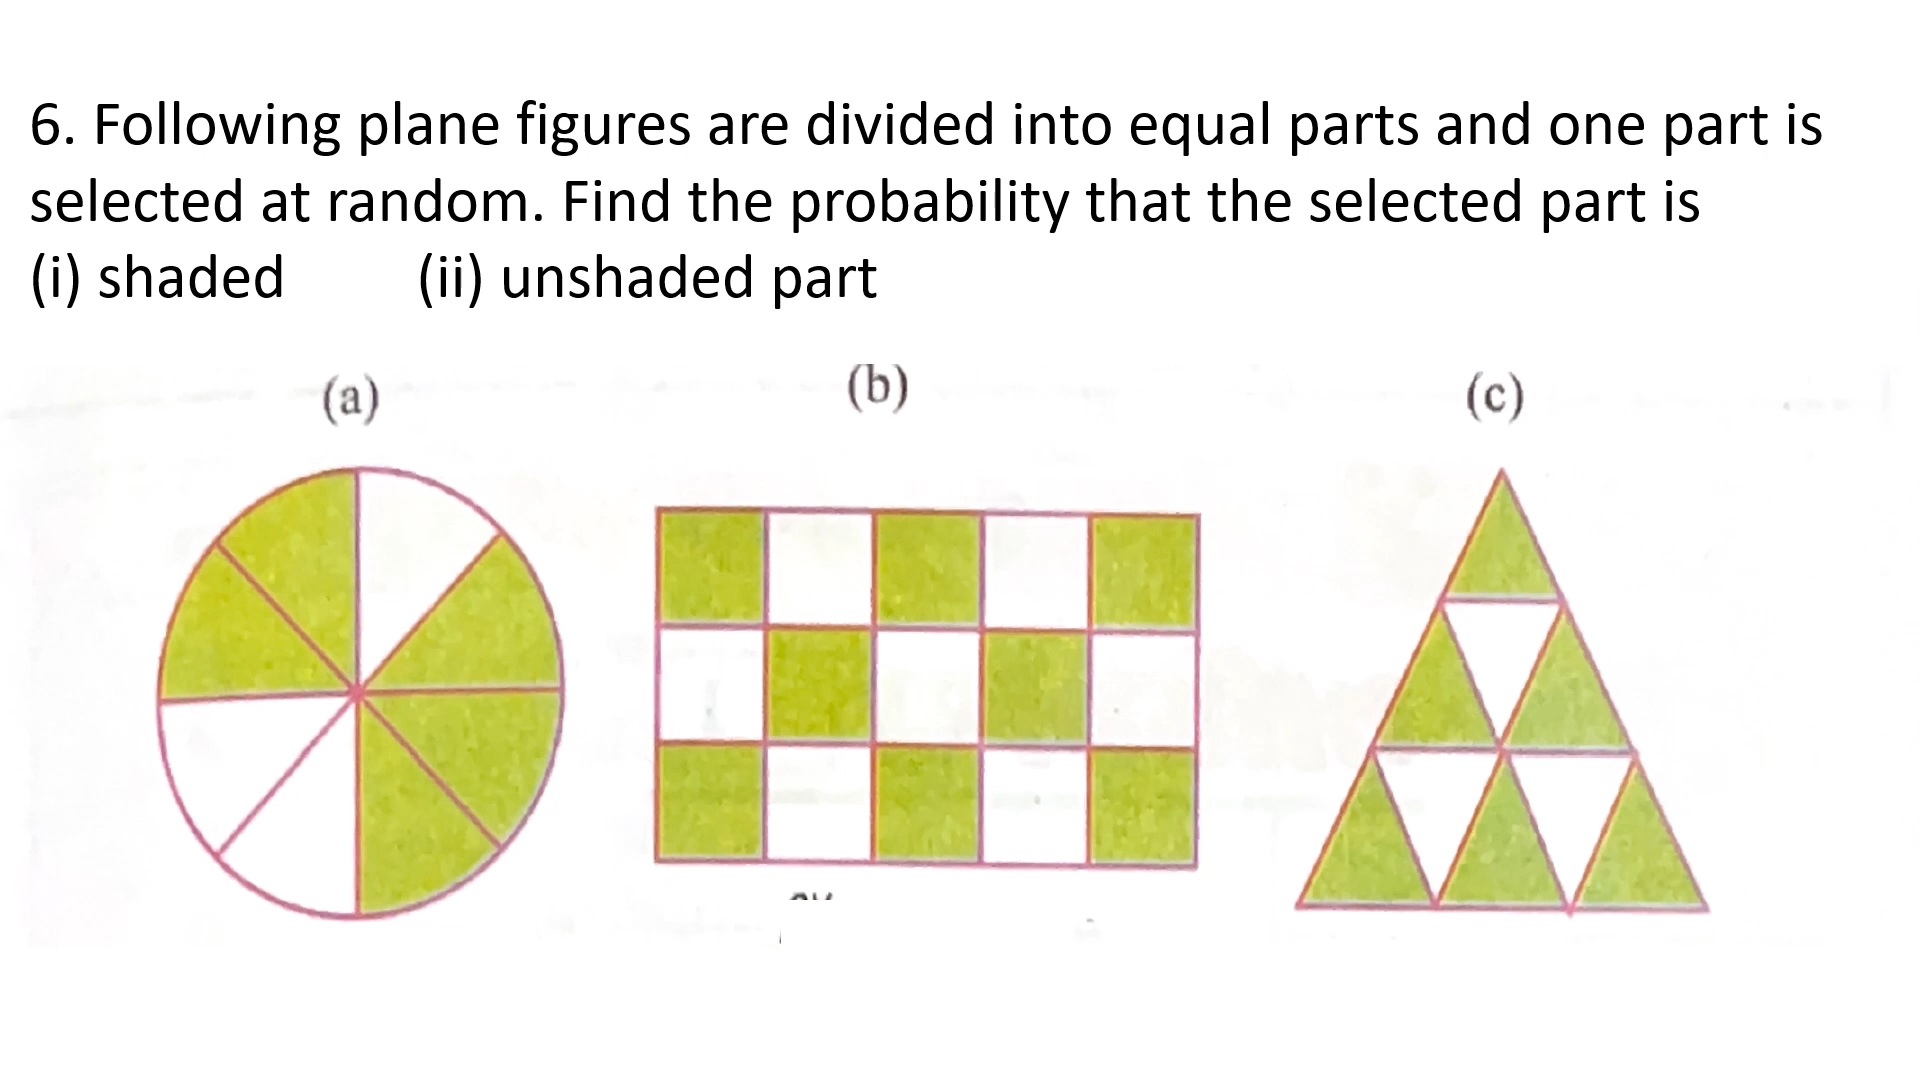 6. Following plane figures are divided into equal parts and one part is
selected at random. Find the probability that the selected part is
(i) shaded (ii) unshaded part
(a) (b) (c)